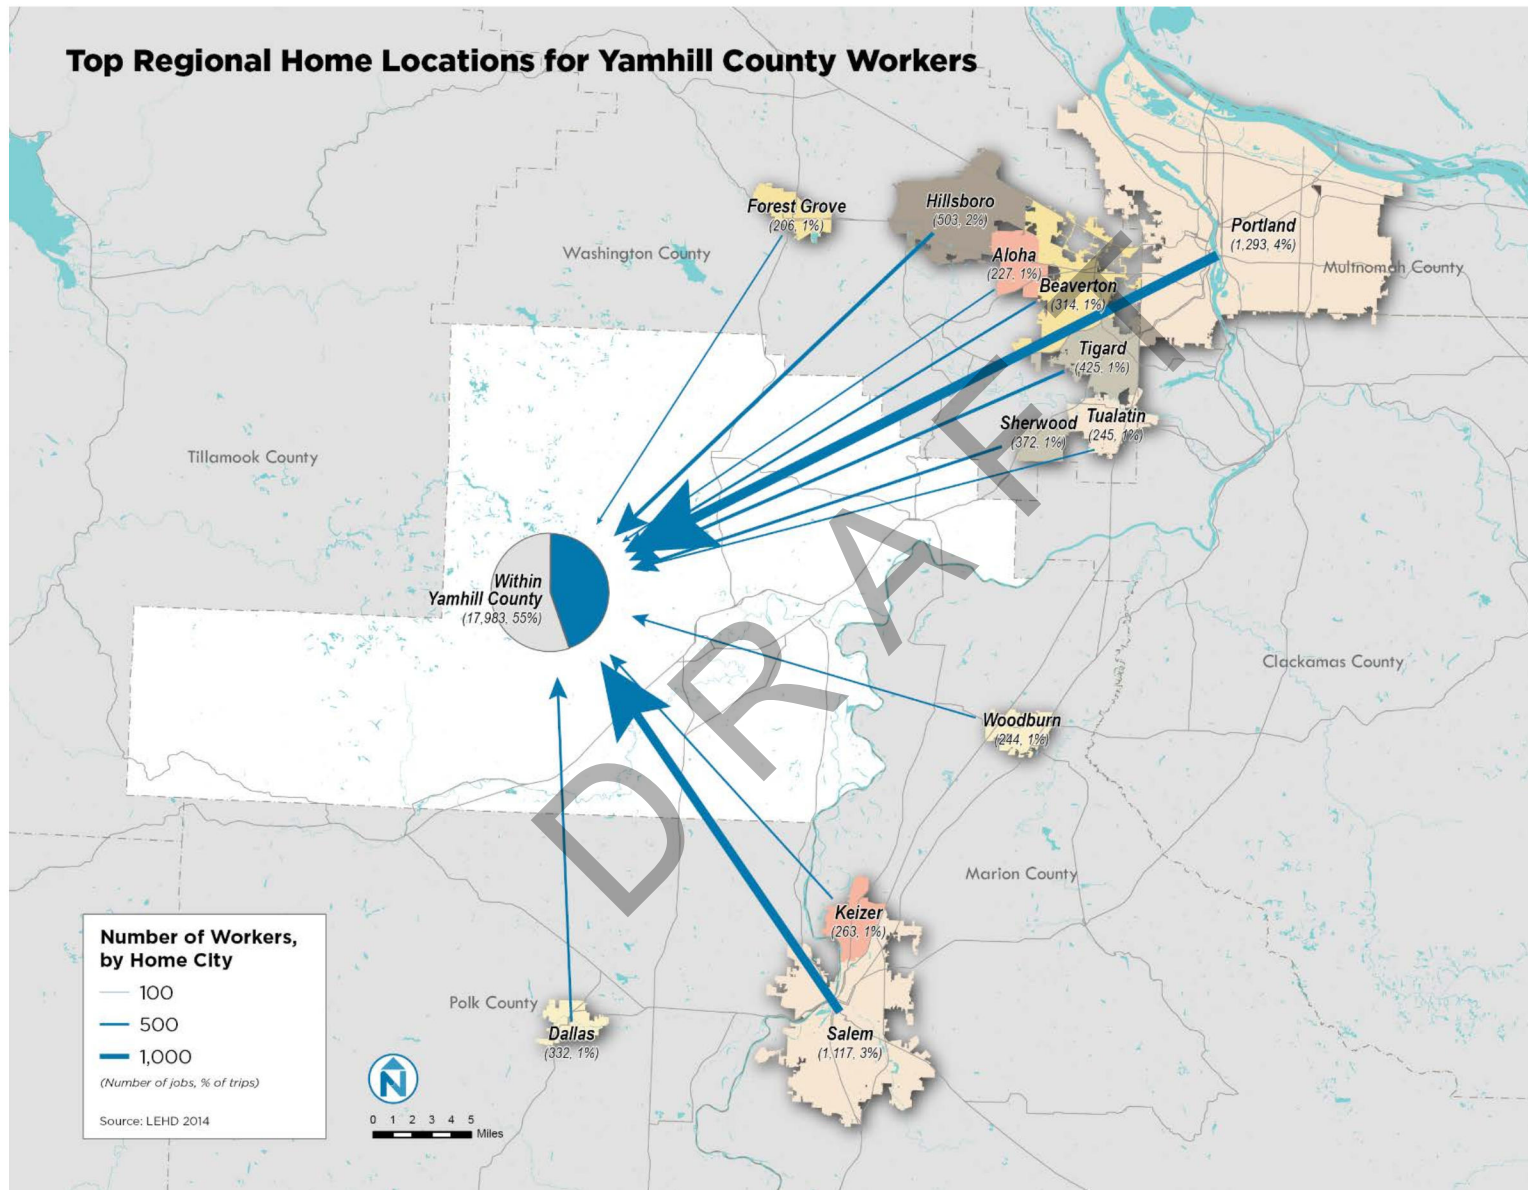 Top Regional Home Locations for Yamhill County Workers
Forest Grove
(206, 1%)
Hillsboro
(503, 2%)
Portland
(1,293, 4%)
Washington County
Aloha
(227, 1%)
Multnomah County
Beaverton
(314, 1%)
Tigard
(425, 1%)
Sherwood
(372, 1%)
Tualatin
(245, 1%)
Tillamook County
Within
Yamhill County
(17,983, 55%)
DRAFT
Clackamas County
Woodburn
(244, 1%)
Marion County
Keizer
(263, 1%)
Polk County
Dallas
(332, 1%)
Salem
(1,117, 3%)
Number of Workers,
by Home CIty
100
500
1,000
(Number of jobs, % of trips)
Source: LEHD 2014
N
0 1 2 3 4 5
Miles